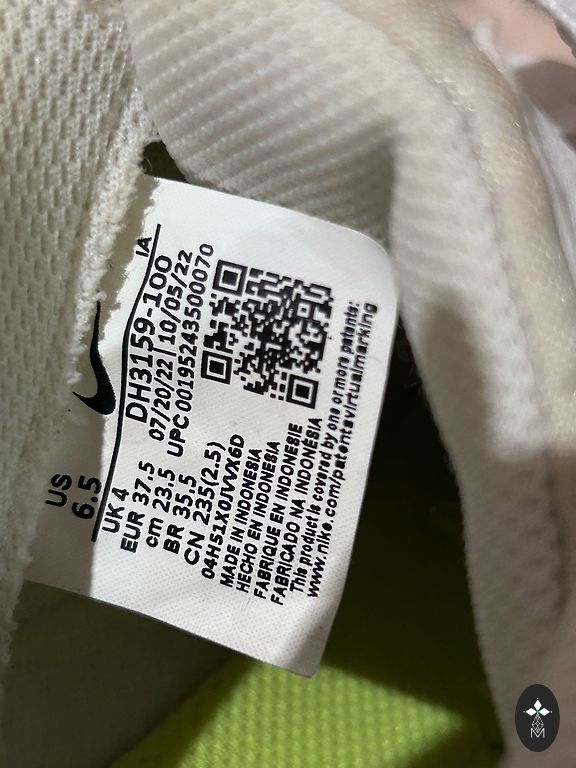 IA
DH3159-100
07/20/22|10/05/22
UPC00195243500070
US
6.5
UK 4
EUR 37.5
cm 23.5
BR 35.5
CN 235(2.5)
04H51X0JVVX6D
MADE IN INDONESIA
HECHO EN INDONESIA
FABRIQUE EN INDONESIE
FABRICADO NA INDONÉSIA
This product is covered by one or more patents:
www.nike.com/patentsvirtualmarking
M